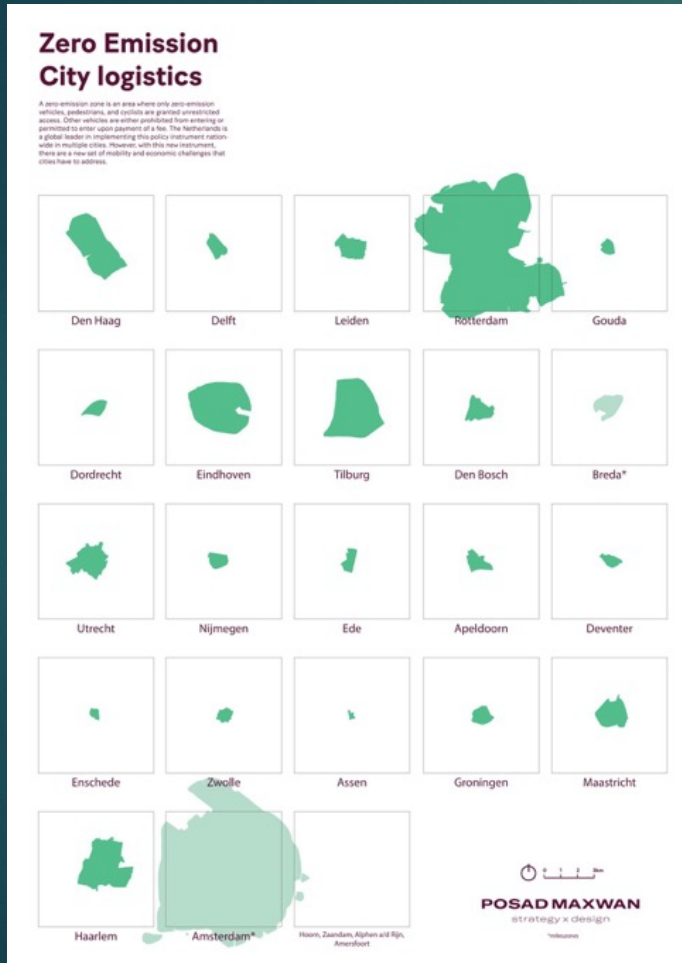 Zero Emission
City logistics
A zero-emission zone is an area where only zero-emission
vehicles, pedestrians, and cyclists are granted unrestricted
access. Other vehicles are either prohibited from entering or
permitted to enter upon payment of a fee. The Netherlands is
a global leader in implementing this policy instrument nation-
wide in multiple cities. However, with this new instrument,
there are a new set of mobility and economic challenges that
cities have to address.
Den Haag
Delft
Leiden
Rotterdam
Gouda
Dordrecht
Eindhoven
Tilburg
Den Bosch
Breda*
Utrecht
Nijmegen
Ede
Apeldoorn
Deventer
Enschede
Zwolle
Assen
Groningen
Maastricht
Haarlem
Amsterdam*
Hoorn, Zaandam, Alphen a/d Rijn,
Amersfoort
0 1 2 3km
POSAD MAXWAN
strategy x design
*milieuzones